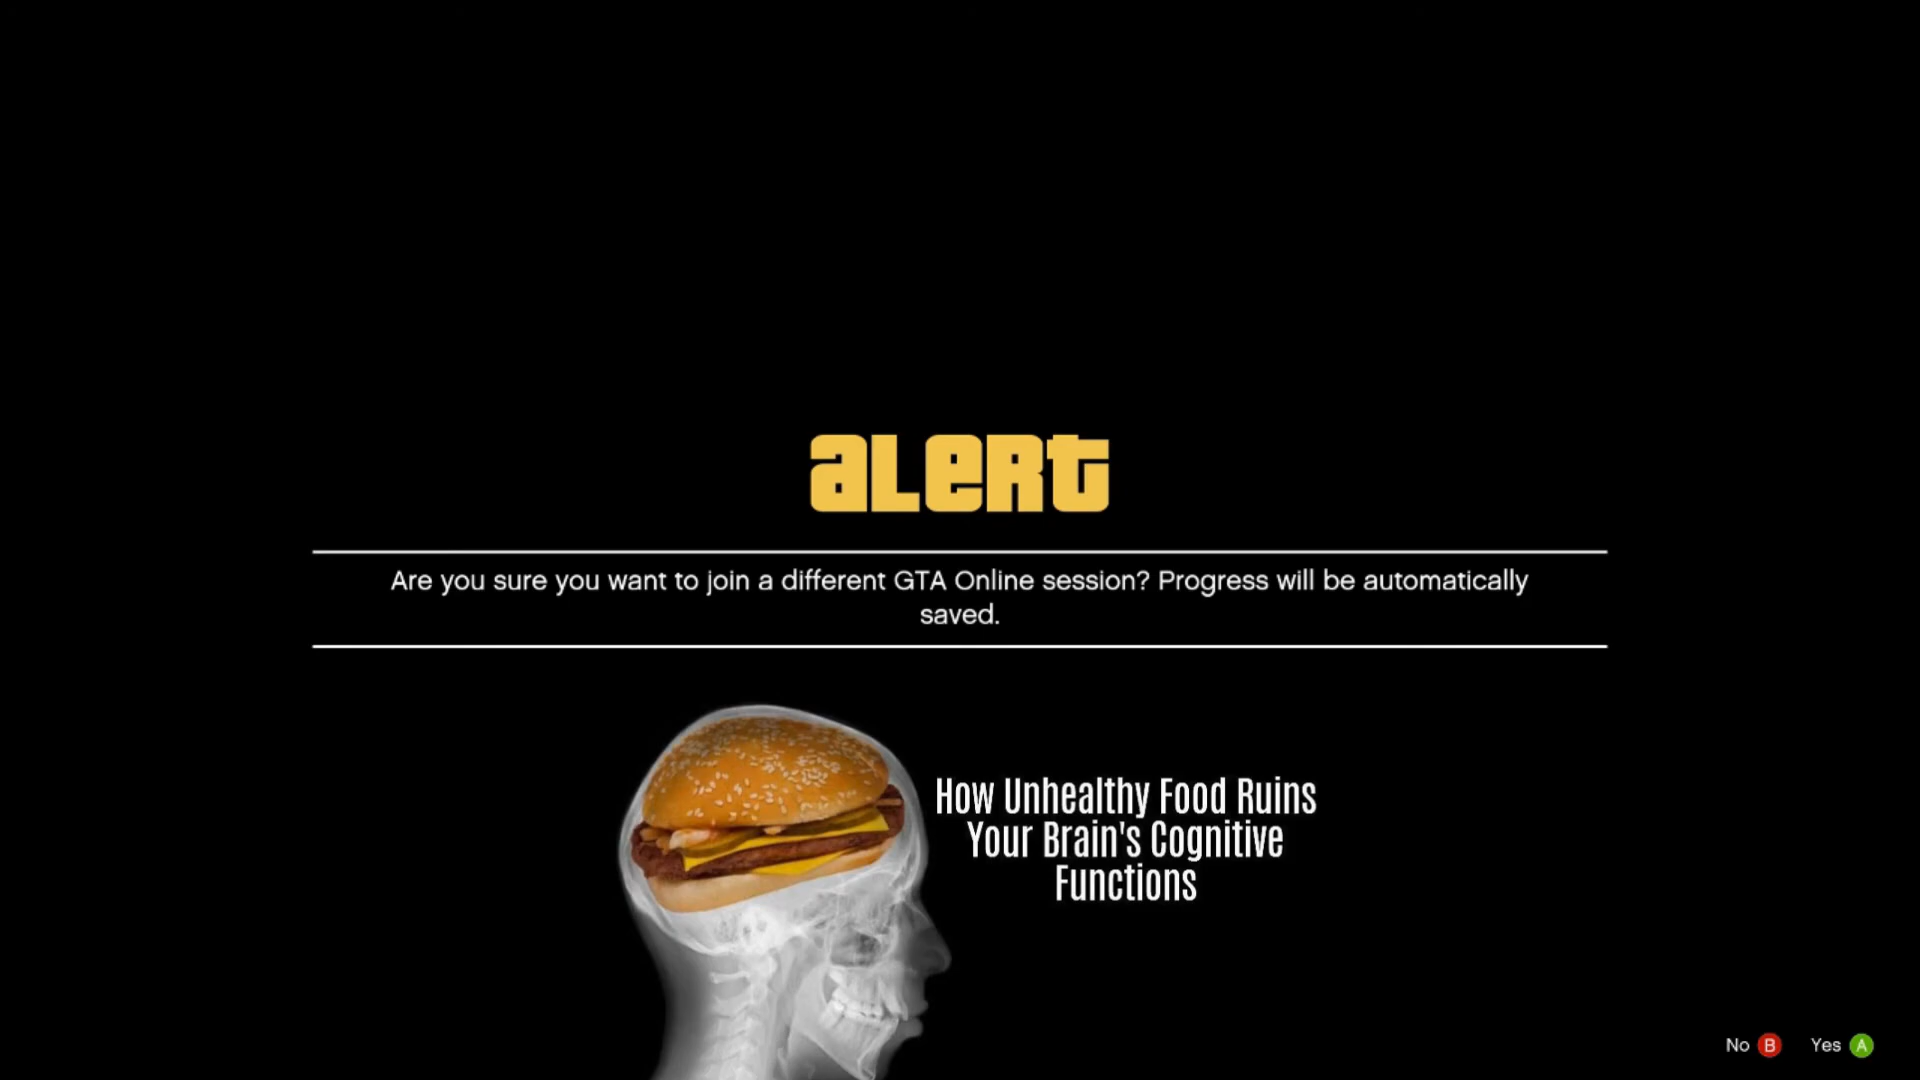 aLeRt
Are you sure you want to join a different GTA Online session? Progress will be automatically
saved.
How Unhealthy Food Ruins
Your Brain's Cognitive
Functions
No B Yes A